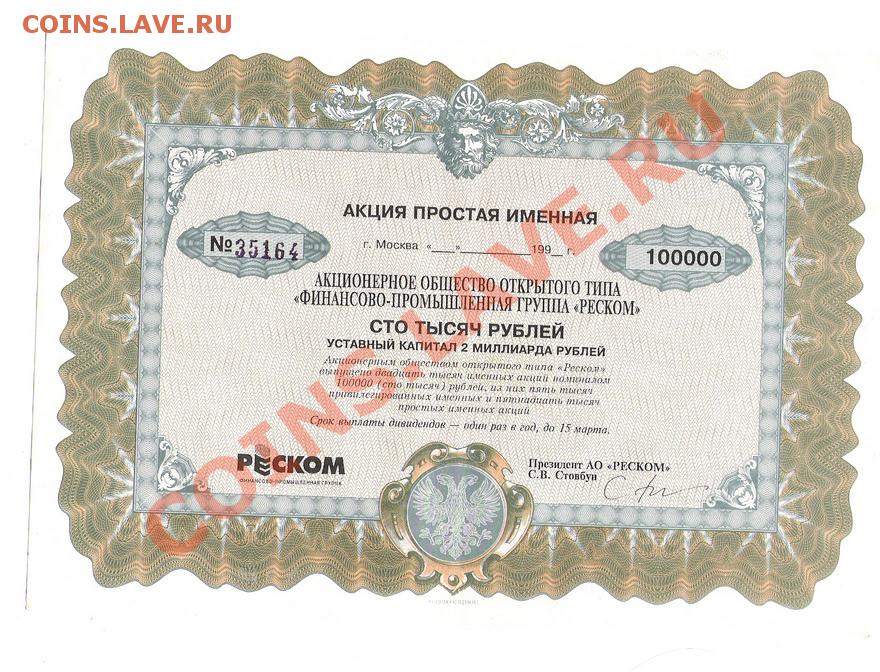 COINS.LAVE.RU
АКЦИЯ ПРОСТАЯ ИМЕННАЯ
№35164
г. Москва «___»__________199__ г.
100000
АКЦИОНЕРНОЕ ОБЩЕСТВО ОТКРЫТОГО ТИПА
«ФИНАНСОВО-ПРОМЫШЛЕННАЯ ГРУППА «РЕСКОМ»
СТО ТЫСЯЧ РУБЛЕЙ
УСТАВНЫЙ КАПИТАЛ 2 МИЛЛИАРДА РУБЛЕЙ
Акционерным обществом открытого типа «Реском»
выпущено двадцать тысяч именных акций номиналом
100000 (сто тысяч) рублей, из них пять тысяч
привилегированных именных и пятнадцать тысяч
простых именных акций
Срок выплаты дивидендов — один раз в год, до 15 марта.
РЕСКОМ
ФИНАНСОВО-ПРОМЫШЛЕННАЯ ГРУППА
Президент АО «РЕСКОМ»
С.В. Стовбун
COINS.LAVE.RU